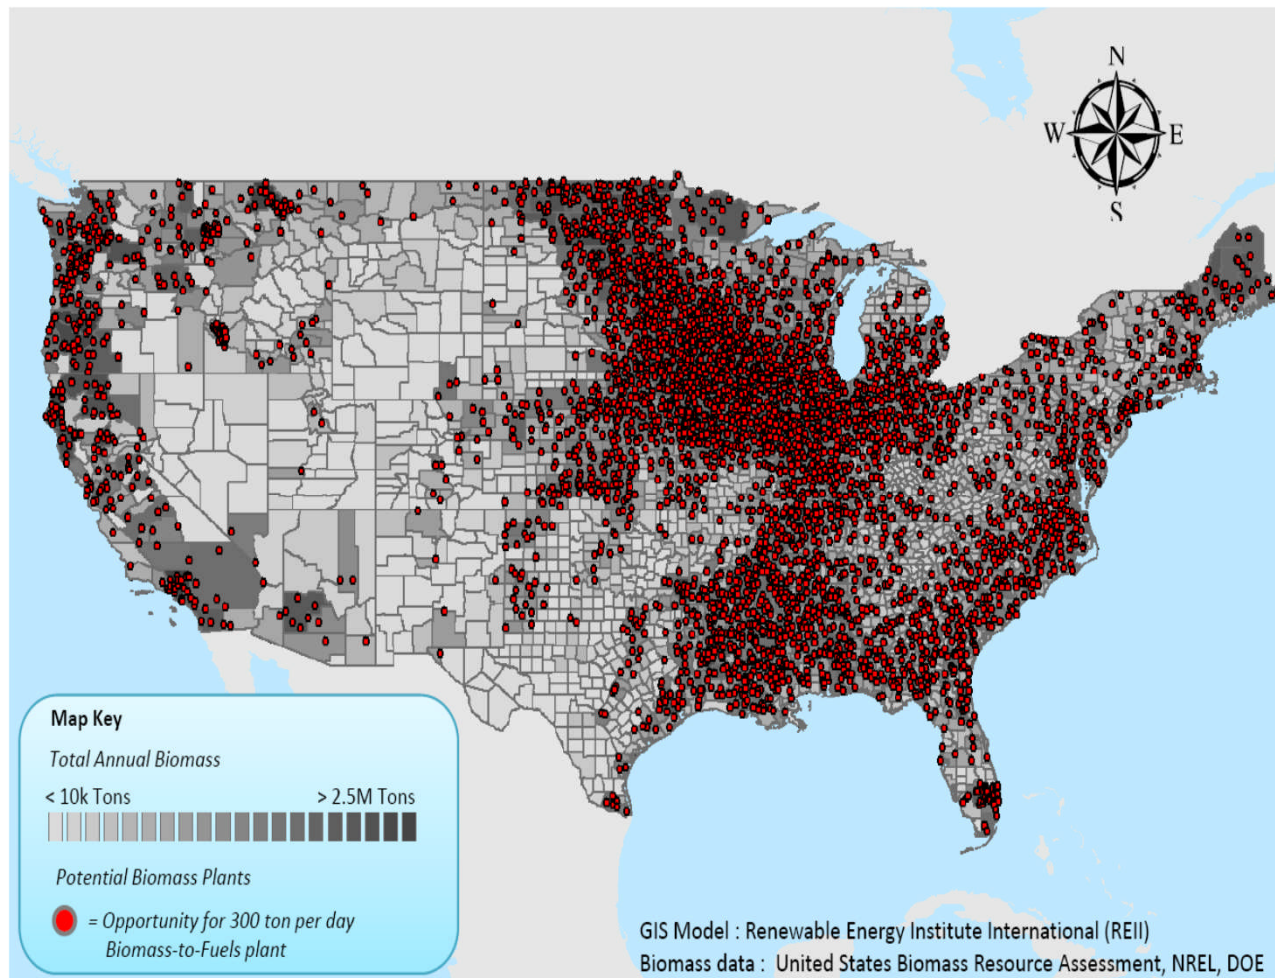 N
W E
S
Map Key
Total Annual Biomass
< 10k Tons > 2.5M Tons
Potential Biomass Plants
= Opportunity for 300 ton per day
Biomass-to-Fuels plant
GIS Model : Renewable Energy Institute International (REII)
Biomass data : United States Biomass Resource Assessment, NREL, DOE